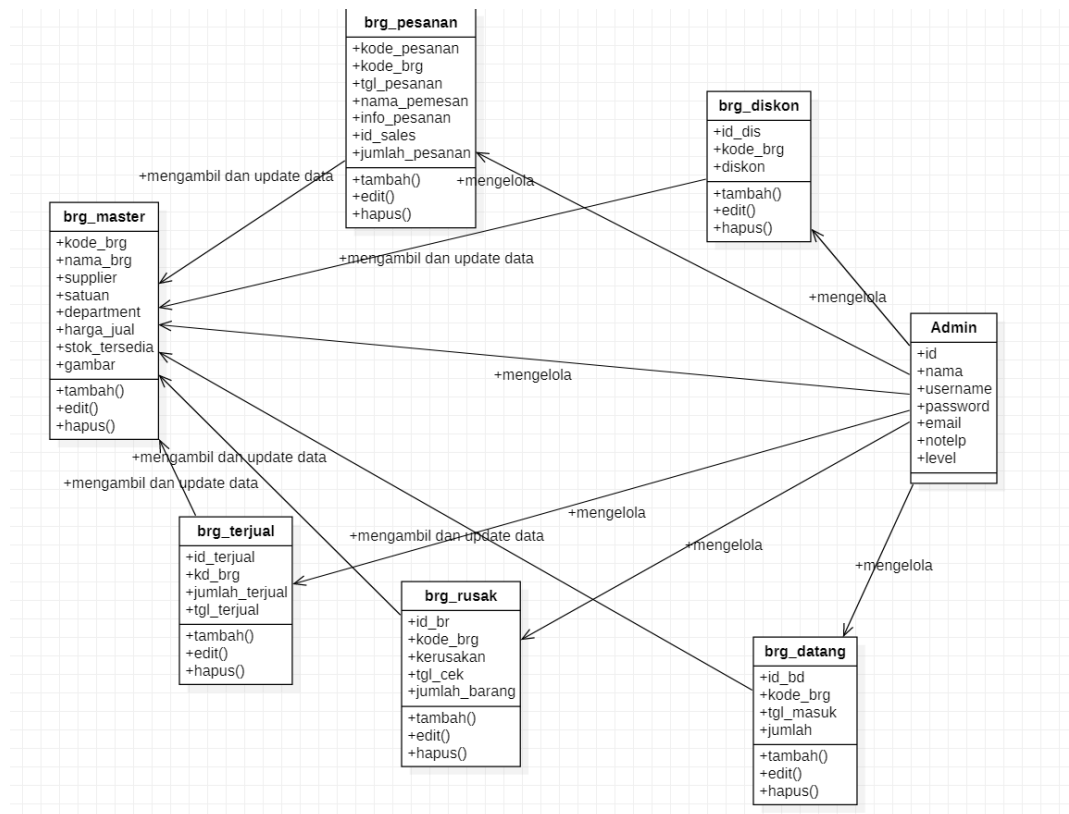 brg_pesanan
+kode_pesanan
+kode_brg
+tgl_pesanan
+nama_pemesan
+info_pesanan
+id_sales
+jumlah_pesanan
+tambah()
+edit()
+hapus()
brg_diskon
+id_dis
+kode_brg
+diskon
+tambah()
+edit()
+hapus()
+mengambil dan update data
+mengelola
brg_master
+kode_brg
+nama_brg
+supplier
+satuan
+department
+harga_jual
+stok_tersedia
+gambar
+tambah()
+edit()
+hapus()
+mengambil dan update data
+mengelola
+mengelola
Admin
+id
+nama
+username
+password
+email
+notelp
+level
+mengambil dan update data
+mengambil dan update data
+mengambil dan update data
+mengelola
+mengelola
+mengelola
brg_terjual
+id_terjual
+kd_brg
+jumlah_terjual
+tgl_terjual
+tambah()
+edit()
+hapus()
brg_rusak
+id_br
+kode_brg
+kerusakan
+tgl_cek
+jumlah_barang
+tambah()
+edit()
+hapus()
brg_datang
+id_bd
+kode_brg
+tgl_masuk
+jumlah
+tambah()
+edit()
+hapus()